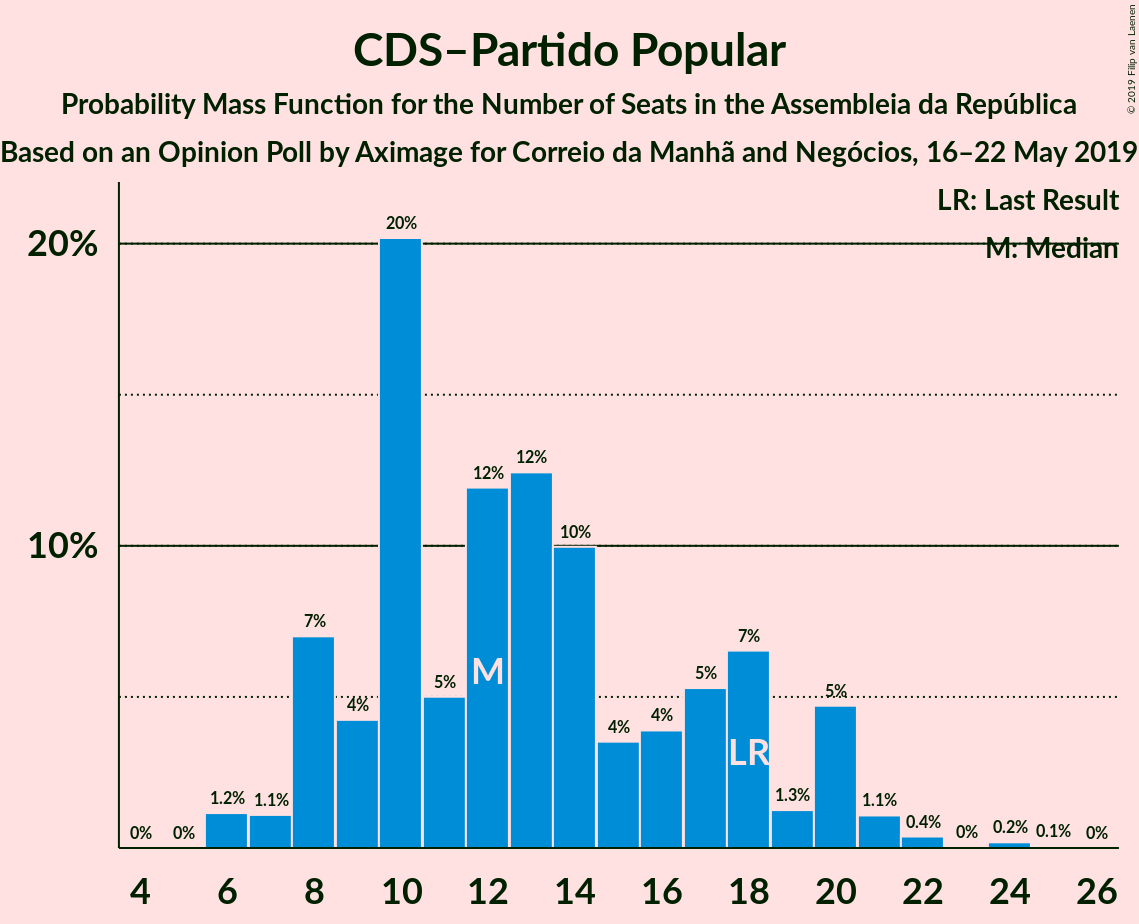 CDS–Partido Popular
Probability Mass Function for the Number of Seats in the Assembleia da República
Based on an Opinion Poll by Aximage for Correio da Manhã and Negócios, 16–22 May 2019
© 2019 Filip van Laenen
LR: Last Result
M: Median
20%
10%
0%
0%
1.2%
1.1%
7%
4%
20%
5%
12%
12%
10%
4%
4%
5%
7%
1.3%
5%
1.1%
0.4%
0%
0.2%
0.1%
0%
M
LR
4 6 8 10 12 14 16 18 20 22 24 26